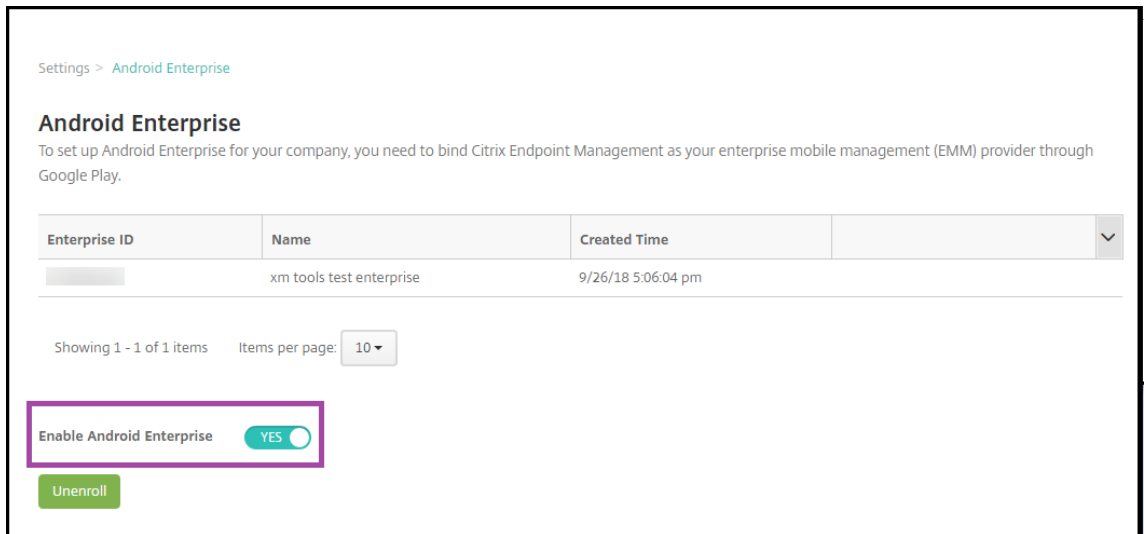 Settings > Android Enterprise
Android Enterprise
To set up Android Enterprise for your company, you need to bind Citrix Endpoint Management as your enterprise mobile management (EMM) provider through
Google Play.
Enterprise ID Name Created Time
xm tools test enterprise 9/26/18 5:06:04 pm
Showing 1 - 1 of 1 items Items per page: 10
Enable Android Enterprise YES
Unenroll